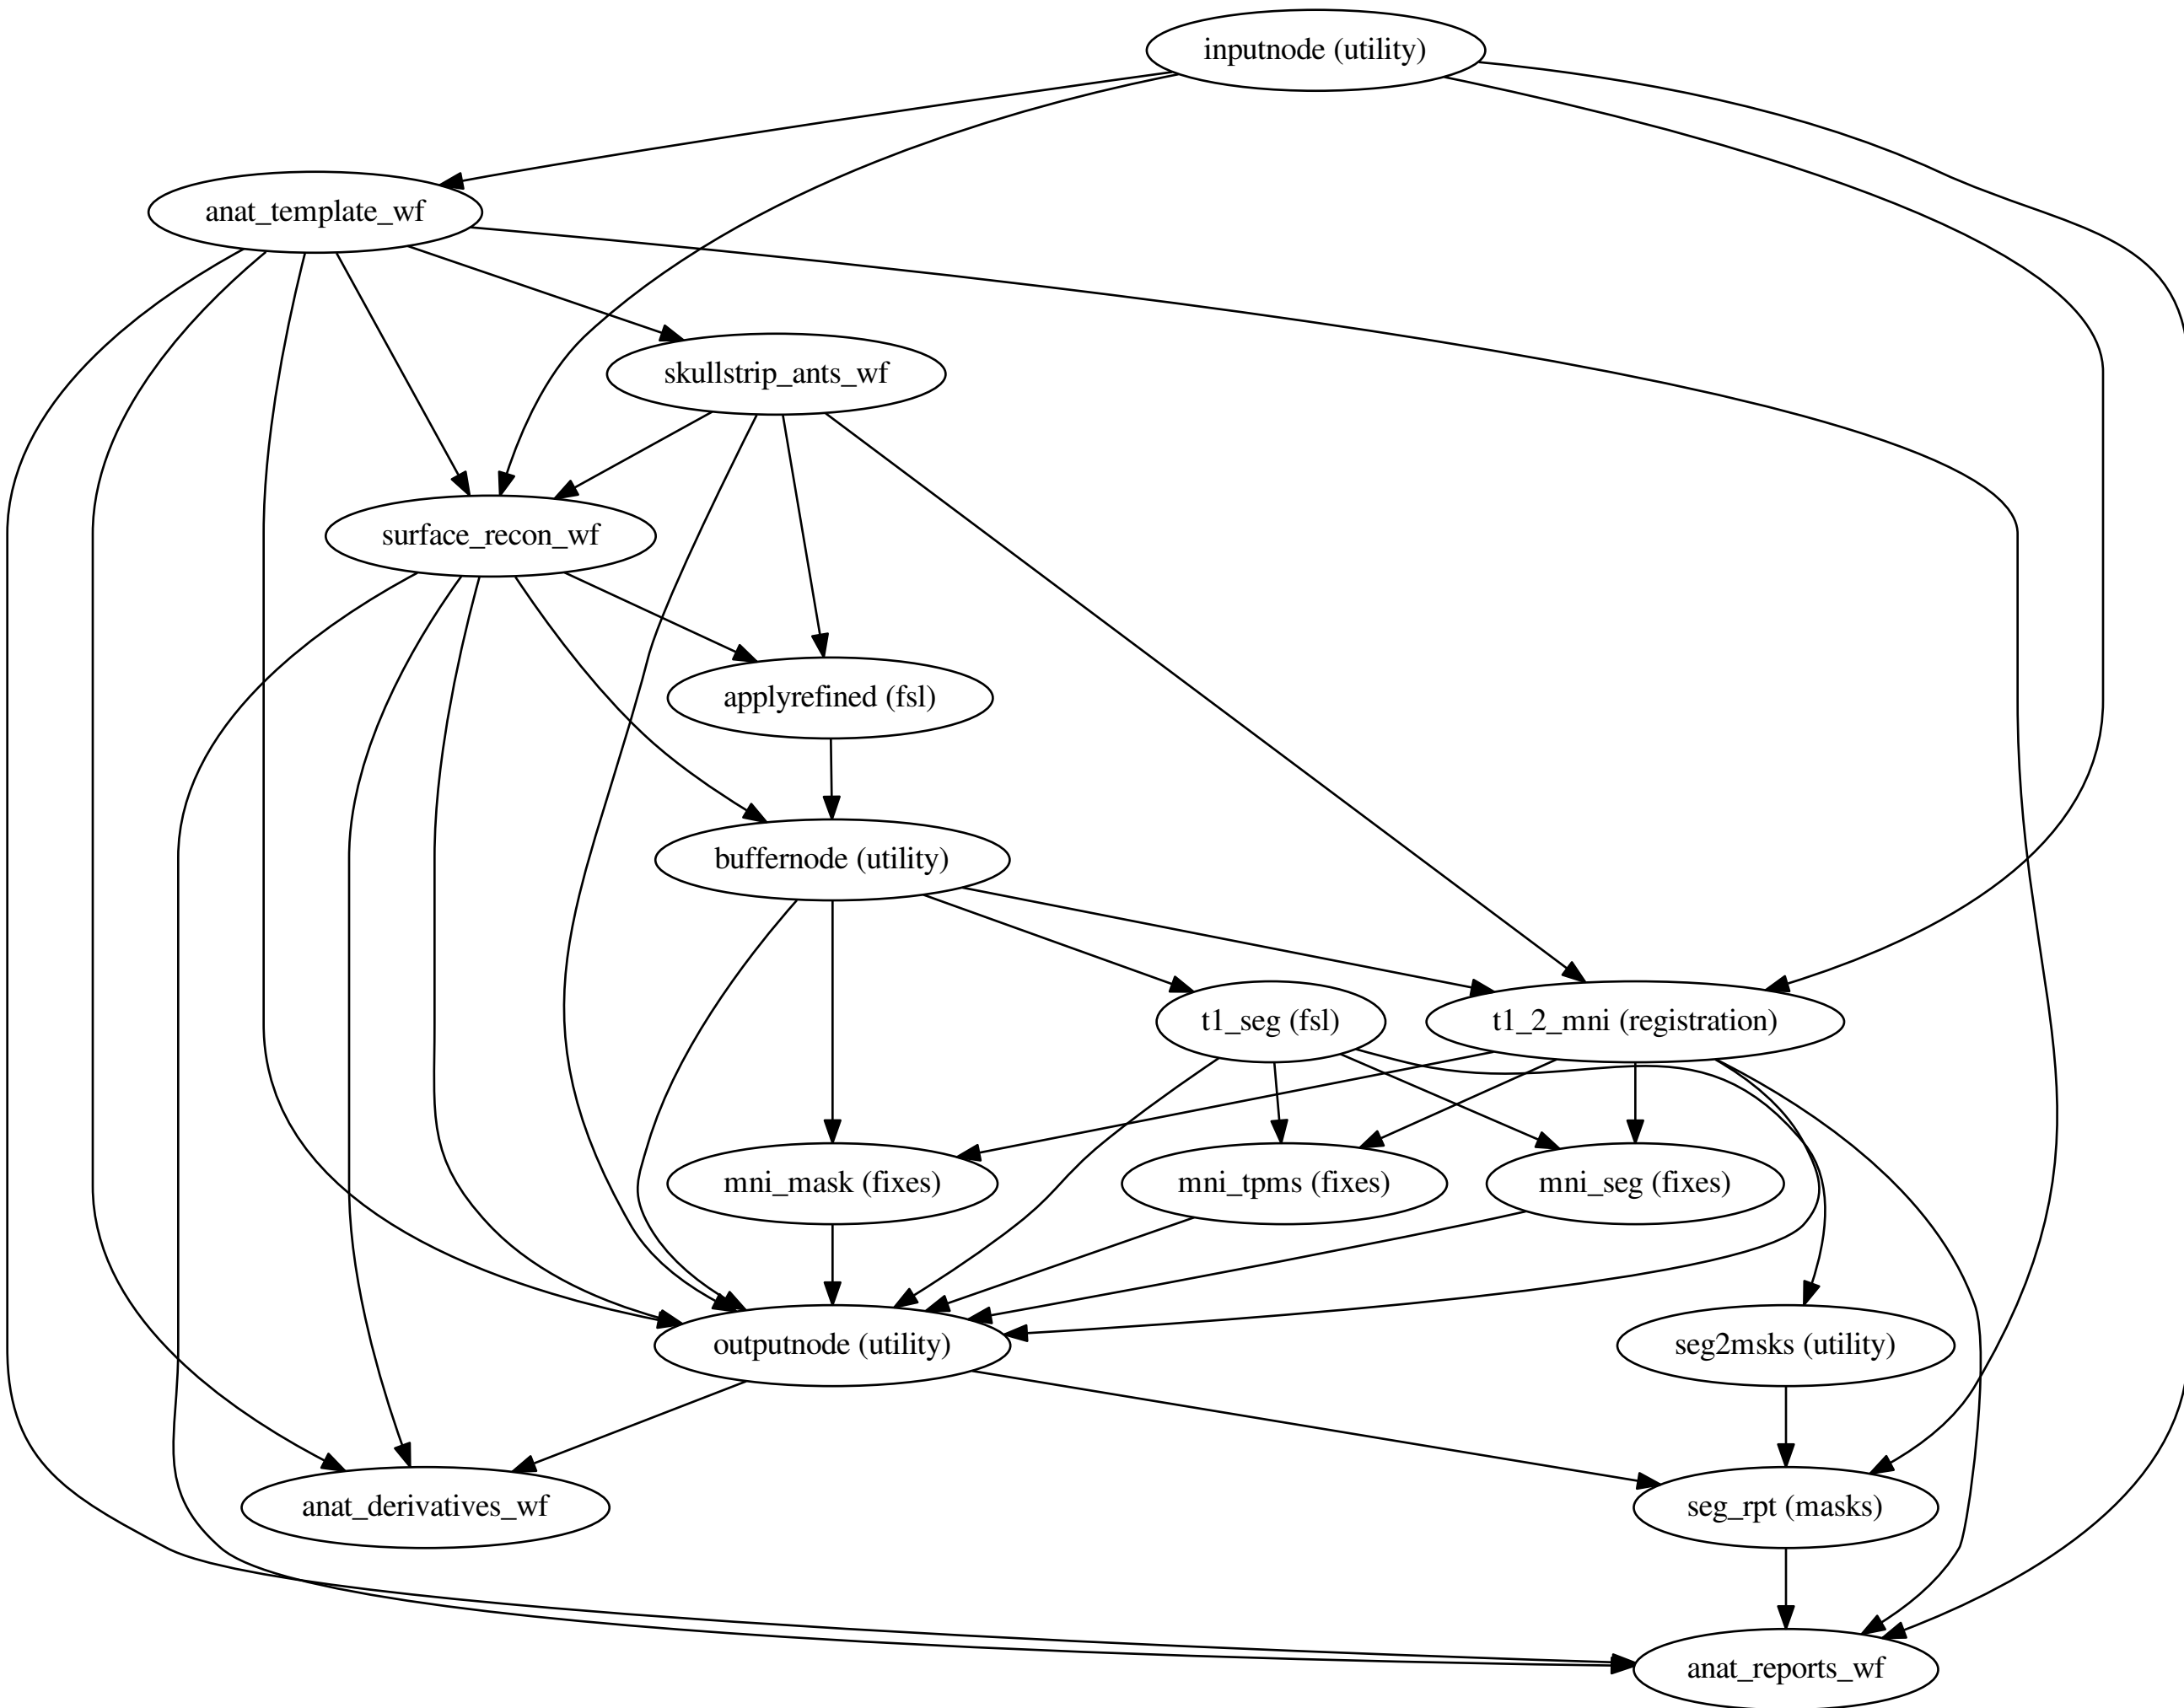 inputnode (utility)
anat_template_wf
skullstrip_ants_wf
surface_recon_wf
applyrefined (fsl)
buffernode (utility)
t1_seg (fsl)
t1_2_mni (registration)
mni_mask (fixes)
mni_tpms (fixes)
mni_seg (fixes)
outputnode (utility)
seg2msks (utility)
anat_derivatives_wf
seg_rpt (masks)
anat_reports_wf